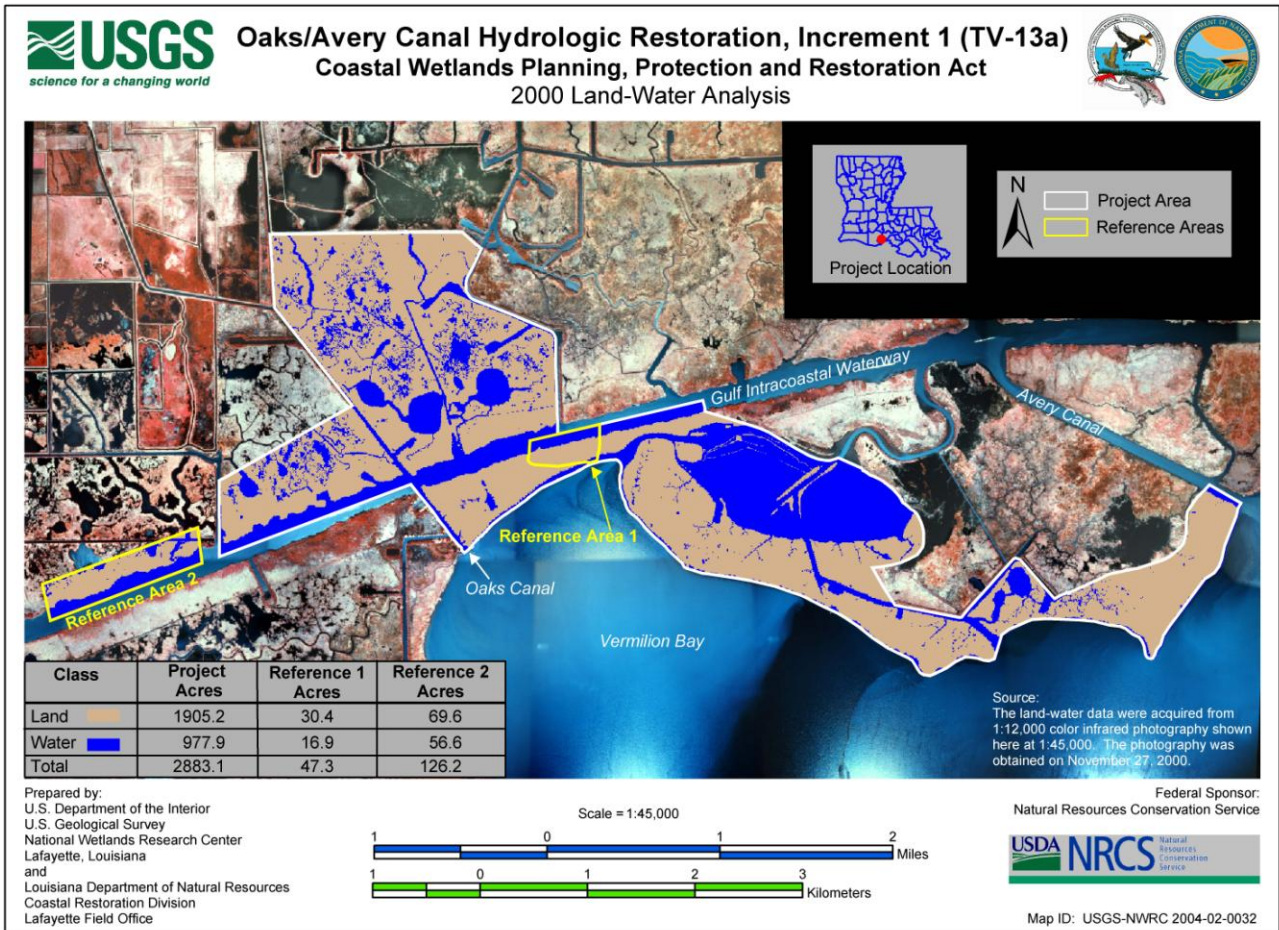 USGS
science for a changing world
Oaks/Avery Canal Hydrologic Restoration, Increment 1 (TV-13a)
Coastal Wetlands Planning, Protection and Restoration Act
2000 Land-Water Analysis
Project Location
N
Project Area
Reference Areas
Gulf Intracoastal Waterway
Avery Canal
Reference Area 1
Reference Area 2
Oaks Canal
Vermilion Bay
Class Project Acres Reference 1 Acres Reference 2 Acres
Land 1905.2 30.4 69.6
Water 977.9 16.9 56.6
Total 2883.1 47.3 126.2
Source:
The land-water data were acquired from
1:12,000 color infrared photography shown
here at 1:45,000. The photography was
obtained on November 27, 2000.
Prepared by:
U.S. Department of the Interior
U.S. Geological Survey
National Wetlands Research Center
Lafayette, Louisiana
and
Louisiana Department of Natural Resources
Coastal Restoration Division
Lafayette Field Office
Scale = 1:45,000
1 0 1 2
Miles
1 0 1 2 3
Kilometers
Federal Sponsor:
Natural Resources Conservation Service
USDA NRCS Natural
Resources
Conservation
Service
Map ID: USGS-NWRC 2004-02-0032